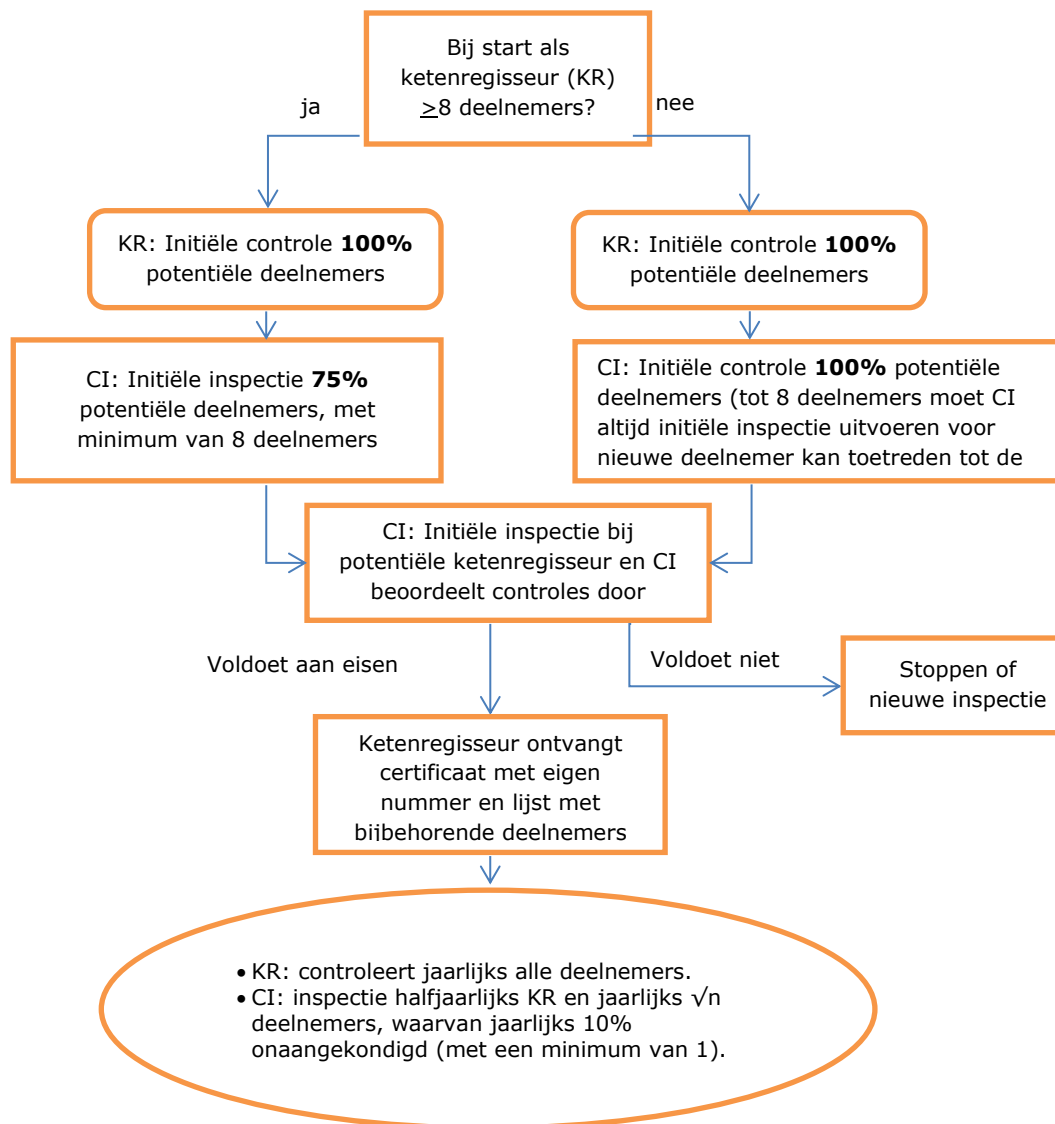 Bij start als
ketenregisseur (KR)
≥8 deelnemers?
ja
nee
KR: Initiële controle 100%
potentiële deelnemers
KR: Initiële controle 100%
potentiële deelnemers
CI: Initiële inspectie 75%
potentiële deelnemers, met
minimum van 8 deelnemers
CI: Initiële controle 100% potentiële
deelnemers (tot 8 deelnemers moet CI
altijd initiële inspectie uitvoeren voor
nieuwe deelnemer kan toetreden tot de
CI: Initiële inspectie bij
potentiële ketenregisseur en CI
beoordeelt controles door
Voldoet aan eisen
Voldoet niet
Stoppen of
nieuwe inspectie
Ketenregisseur ontvangt
certificaat met eigen
nummer en lijst met
bijbehorende deelnemers
• KR: controleert jaarlijks alle deelnemers.
• CI: inspectie halfjaarlijks KR en jaarlijks √n
deelnemers, waarvan jaarlijks 10%
onaangekondigd (met een minimum van 1).